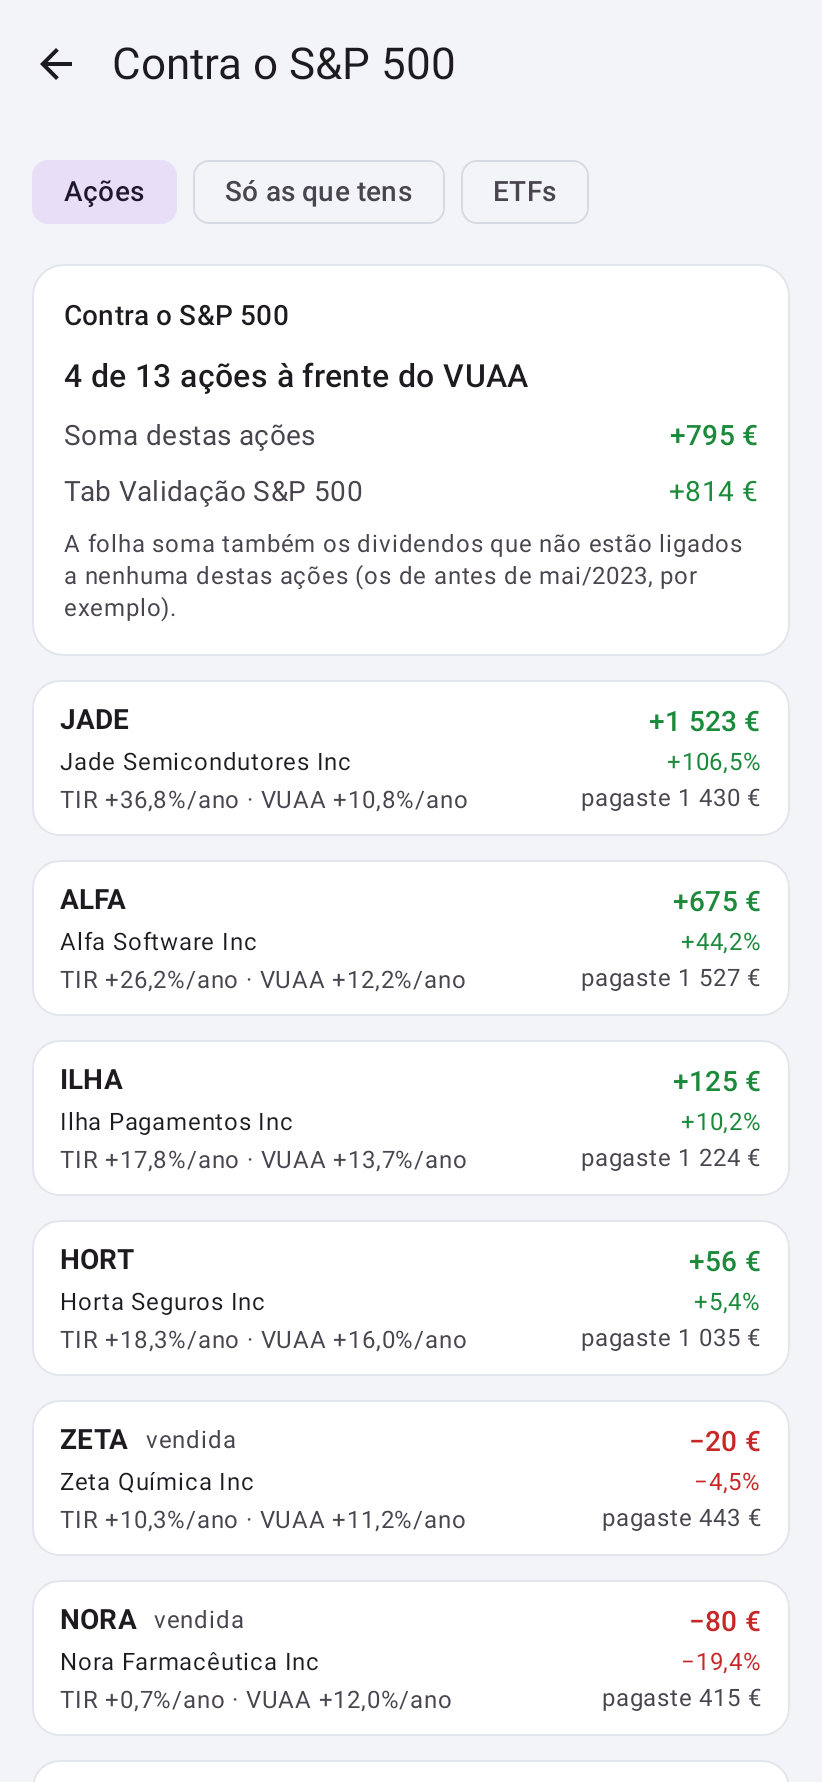 Contra o S&P 500
Ações
Só as que tens
ETFs
Contra o S&P 500
4 de 13 ações à frente do VUAA
Soma destas ações +795 €
Tab Validação S&P 500 +814 €
A folha soma também os dividendos que não estão ligados
a nenhuma destas ações (os de antes de mai/2023, por
exemplo).
JADE +1 523 €
Jade Semicondutores Inc +106,5%
TIR +36,8%/ano · VUAA +10,8%/ano pagaste 1 430 €
ALFA +675 €
Alfa Software Inc +44,2%
TIR +26,2%/ano · VUAA +12,2%/ano pagaste 1 527 €
ILHA +125 €
Ilha Pagamentos Inc +10,2%
TIR +17,8%/ano · VUAA +13,7%/ano pagaste 1 224 €
HORT +56 €
Horta Seguros Inc +5,4%
TIR +18,3%/ano · VUAA +16,0%/ano pagaste 1 035 €
ZETA vendida −20 €
Zeta Química Inc −4,5%
TIR +10,3%/ano · VUAA +11,2%/ano pagaste 443 €
NORA vendida −80 €
Nora Farmacêutica Inc −19,4%
TIR +0,7%/ano · VUAA +12,0%/ano pagaste 415 €